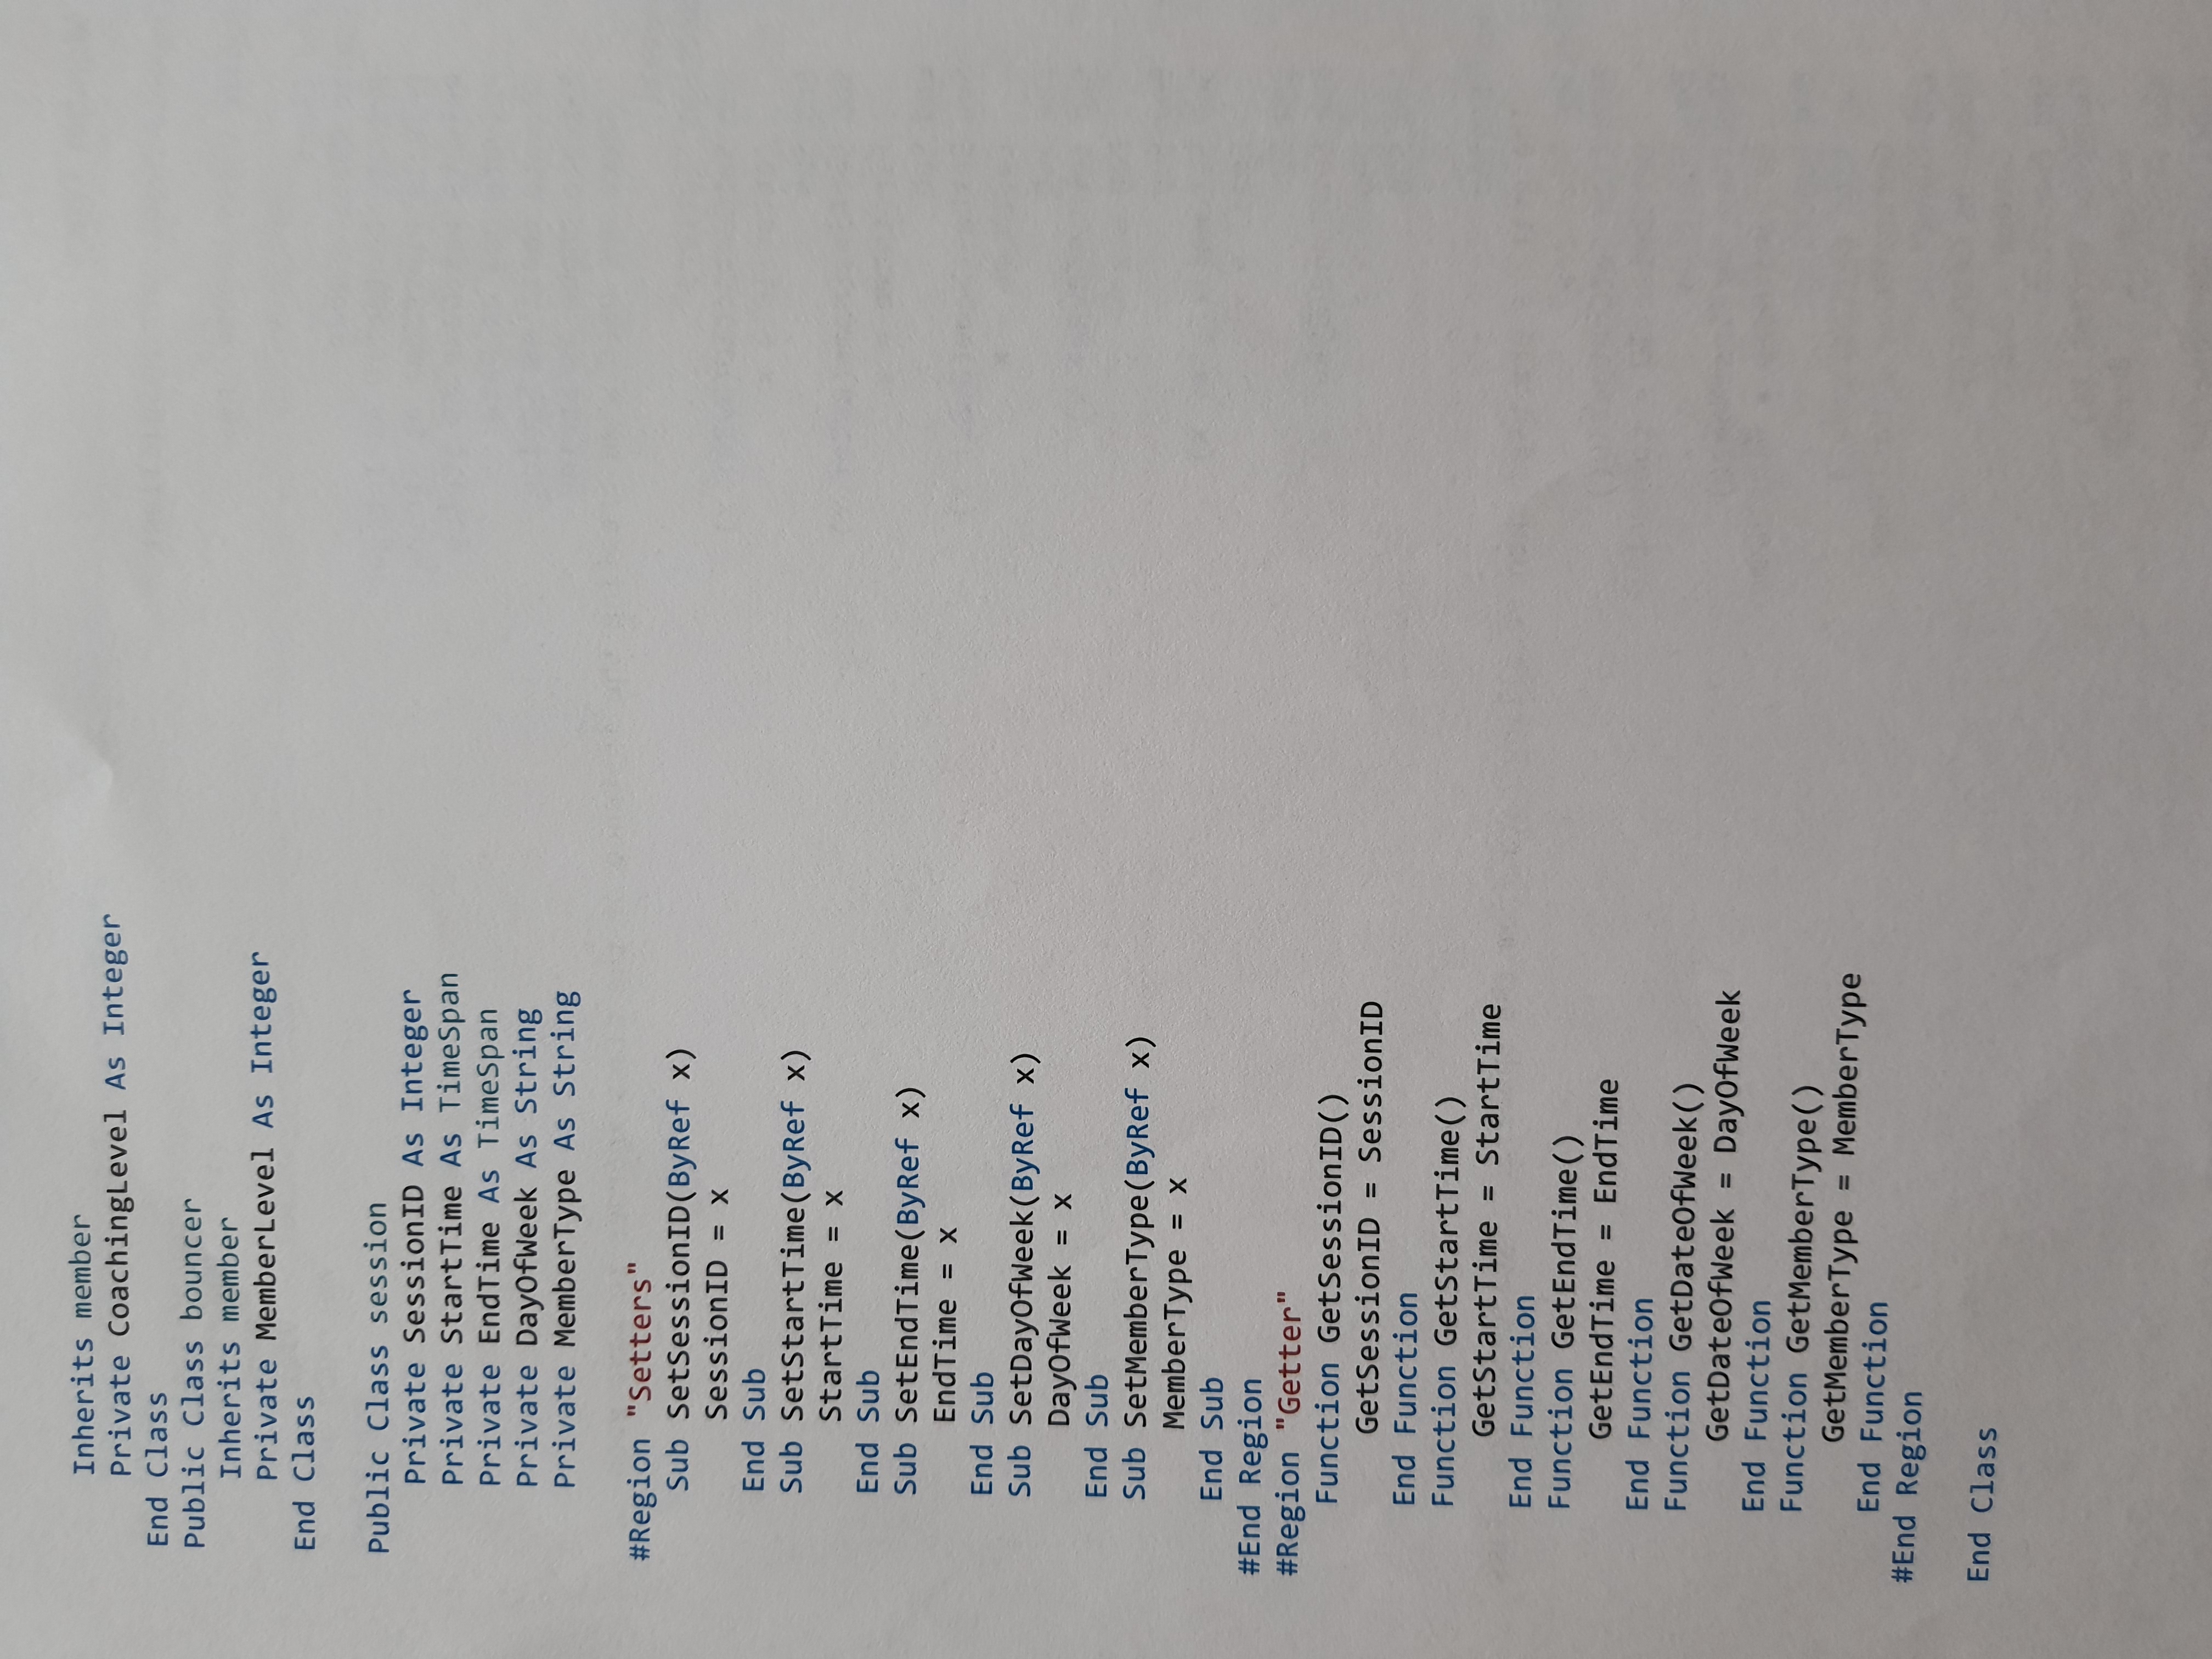 Inherits member
Private CoachingLevel As Integer
End Class
Public Class bouncer
Inherits member
Private MemberLevel As Integer
End Class
Public Class session
Private SessionID As Integer
Private StartTime As TimeSpan
Private EndTime As TimeSpan
Private DayOfWeek As String
Private MemberType As String
#Region "Setters"
Sub SetSessionID(ByRef x)
SessionID = x
End Sub
Sub SetStartTime(ByRef x)
StartTime = x
End Sub
Sub SetEndTime(ByRef x)
EndTime = x
End Sub
Sub SetDayOfWeek(ByRef x)
DayOfWeek = x
End Sub
Sub SetMemberType(ByRef x)
MemberType = x
End Sub
#End Region
#Region "Getter"
Function GetSessionID()
GetSessionID = SessionID
End Function
Function GetStartTime()
GetStartTime = StartTime
End Function
Function GetEndTime()
GetEndTime = EndTime
End Function
Function GetDateOfWeek()
GetDateOfWeek = DayOfWeek
End Function
Function GetMemberType()
GetMemberType = MemberType
End Function
#End Region
End Class